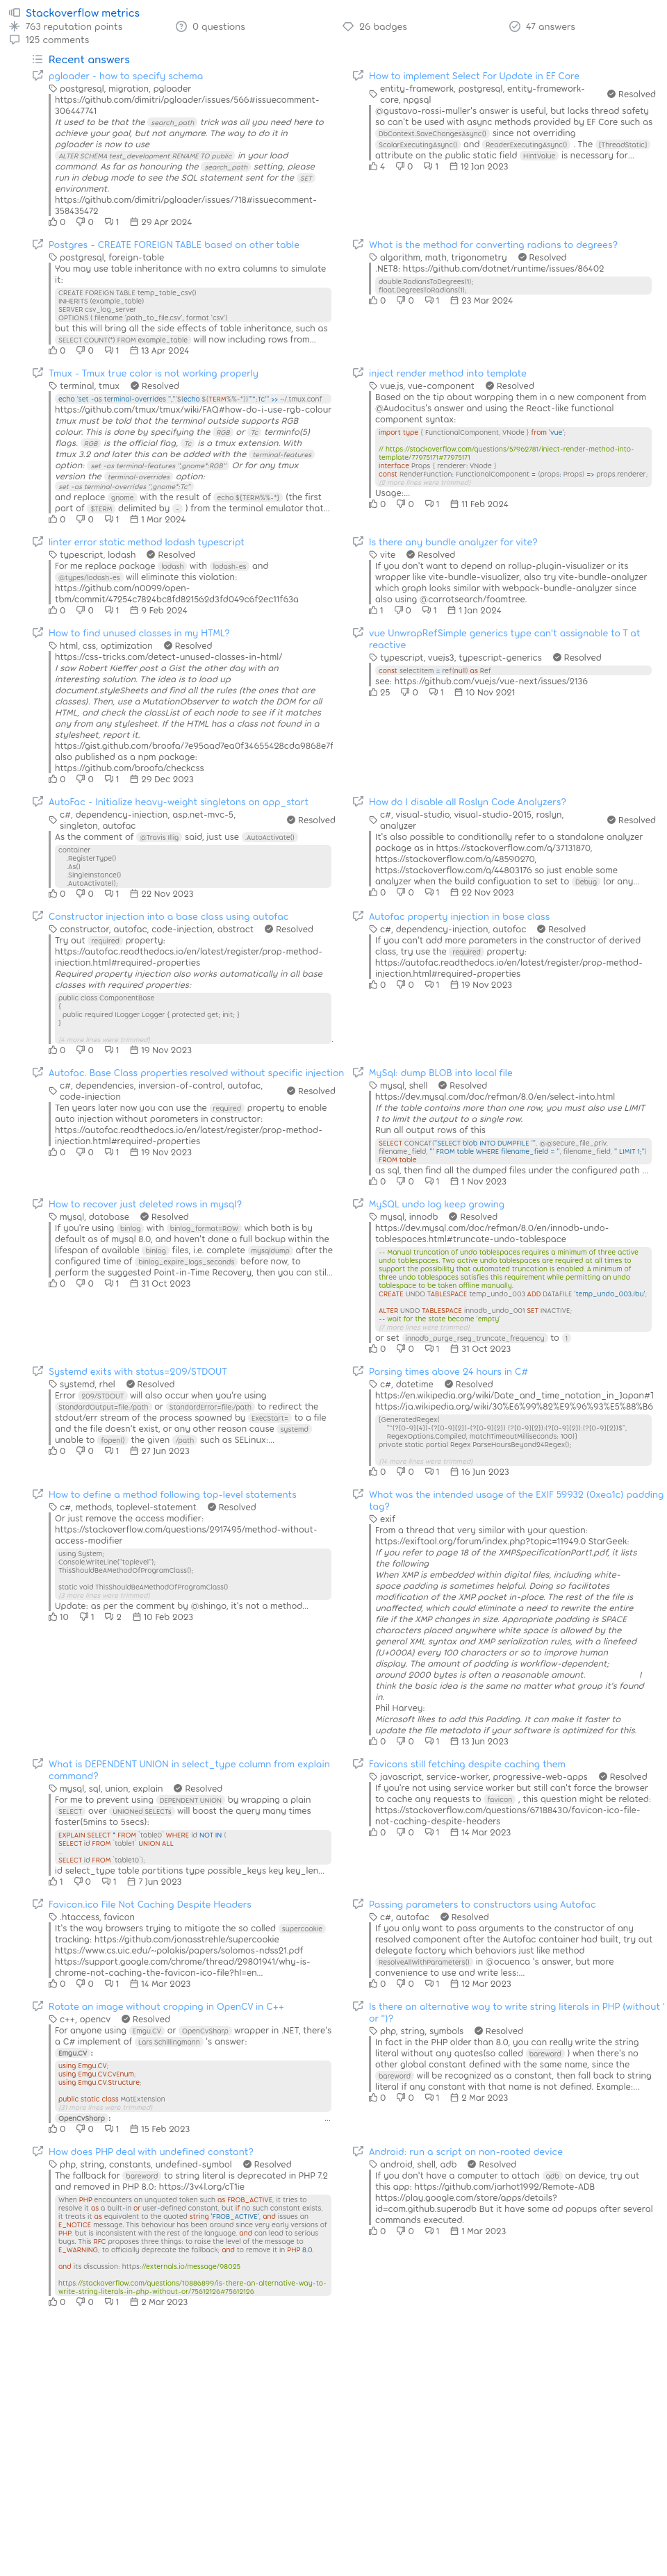 Stackoverflow metrics
763 reputation points
0 questions
26 badges
47 answers
125 comments
Recent answers
pgloader - how to specify schema
postgresql, migration, pgloader
https://github.com/dimitri/pgloader/issues/566#issuecomment-
306447741
It used to be that the search_path trick was all you need here to
achieve your goal, but not anymore. The way to do it in
pgloader is now to use
ALTER SCHEMA text_development RENAME TO public in your load
command. As far as honouring the search_path setting, please
run in debug mode to see the SQL statement sent for the SET
environment.
https://github.com/dimitri/pgloader/issues/718#issuecomment-
358435472
0 0 1 29 Apr 2024
How to implement Select For Update in EF Core
entity-framework, postgresql, entity-framework-
core, npgsql
Resolved
@gustavo-rossi-muller's answer is useful, but lacks thread safety
so can't be used with async methods provided by EF Core such as
DbContext.SaveChangesAsync() since not overriding
ScalarExecutingAsync() and ReaderExecutingAsync() . The [ThreadStatic]
attribute on the public static field HintValue is necessary for...
4 0 1 12 Jan 2023
Postgres - CREATE FOREIGN TABLE based on other table
postgresql, foreign-table
You may use table inheritance with no extra columns to simulate
it:
CREATE FOREIGN TABLE temp_table_csv()
INHERITS (example_table)
SERVER csv_log_server
OPTIONS ( filename 'path_to_file.csv', format 'csv')
but this will bring all the side effects of table inheritance, such as
SELECT COUNT(*) FROM example_table will now including rows from...
0 0 1 13 Apr 2024
What is the method for converting radians to degrees?
algorithm, math, trigonometry Resolved
.NET8: https://github.com/dotnet/runtime/issues/86402
double.RadiansToDegrees(1);
float.DegreesToRadians(1);
0 0 1 23 Mar 2024
Tmux - Tmux true color is not working properly
terminal, tmux Resolved
echo 'set -as terminal-overrides ","'"$(echo ${TERM%%-*})"'*:Tc"' >> ~/.tmux.conf
https://github.com/tmux/tmux/wiki/FAQ#how-do-i-use-rgb-colour
tmux must be told that the terminal outside supports RGB
colour. This is done by specifying the RGB or Tc terminfo(5)
flags. RGB is the official flag, Tc is a tmux extension. With
tmux 3.2 and later this can be added with the terminal-features
option: set -as terminal-features ",gnome*:RGB" Or for any tmux
version the terminal-overrides option:
set -as terminal-overrides ",gnome*:Tc"
and replace gnome with the result of echo ${TERM%%-*} (the first
part of $TERM delimited by - ) from the terminal emulator that...
0 0 1 1 Mar 2024
inject render method into template
vue.js, vue-component Resolved
Based on the tip about warpping them in a new component from
@Audacitus's answer and using the React-like functional
component syntax:
import type { FunctionalComponent, VNode } from 'vue';
// https://stackoverflow.com/questions/57962781/inject-render-method-into-
template/77975171#77975171
interface Props { renderer: VNode }
const RenderFunction: FunctionalComponent = (props: Props) => props.renderer;
(2 more lines were trimmed)
Usage:...
0 0 1 11 Feb 2024
linter error static method lodash typescript
typescript, lodash Resolved
For me replace package lodash with lodash-es and
@types/lodash-es will eliminate this violation:
https://github.com/n0099/open-
tbm/commit/47254c7824bc8fd821562d3fd049c6f2ec11f63a
0 0 1 9 Feb 2024
Is there any bundle analyzer for vite?
vite Resolved
If you don't want to depend on rollup-plugin-visualizer or its
wrapper like vite-bundle-visualizer, also try vite-bundle-analyzer
which graph looks similar with webpack-bundle-analyzer since
also using @carrotsearch/foamtree.
1 0 1 1 Jan 2024
How to find unused classes in my HTML?
html, css, optimization Resolved
https://css-tricks.com/detect-unused-classes-in-html/
I saw Robert Kieffer post a Gist the other day with an
interesting solution. The idea is to load up
document.styleSheets and find all the rules (the ones that are
classes). Then, use a MutationObserver to watch the DOM for all
HTML, and check the classList of each node to see if it matches
any from any stylesheet. If the HTML has a class not found in a
stylesheet, report it.
https://gist.github.com/broofa/7e95aad7ea0f34655428cda9868e7f
also published as a npm package:
https://github.com/broofa/checkcss
0 0 1 29 Dec 2023
vue UnwrapRefSimple generics type can't assignable to T at
reactive
typescript, vuejs3, typescript-generics Resolved
const selectItem = ref(null) as Ref
see: https://github.com/vuejs/vue-next/issues/2136
25 0 1 10 Nov 2021
AutoFac - Initialize heavy-weight singletons on app_start
c#, dependency-injection, asp.net-mvc-5,
singleton, autofac
Resolved
As the comment of @Travis Illig said, just use .AutoActivate()
container
.RegisterType()
.As()
.SingleInstance()
.AutoActivate();
0 0 1 22 Nov 2023
How do I disable all Roslyn Code Analyzers?
c#, visual-studio, visual-studio-2015, roslyn,
analyzer
Resolved
It's also possible to conditionally refer to a standalone analyzer
package as in https://stackoverflow.com/q/37131870,
https://stackoverflow.com/q/48590270,
https://stackoverflow.com/q/44803176 so just enable some
analyzer when the build configuation to set to Debug (or any...
0 0 1 22 Nov 2023
Constructor injection into a base class using autofac
constructor, autofac, code-injection, abstract Resolved
Try out required property:
https://autofac.readthedocs.io/en/latest/register/prop-method-
injection.html#required-properties
Required property injection also works automatically in all base
classes with required properties:
public class ComponentBase
{
public required ILogger Logger { protected get; init; }
}
(4 more lines were trimmed)
0 0 1 19 Nov 2023
Autofac property injection in base class
c#, dependency-injection, autofac Resolved
If you can't add more parameters in the constructor of derived
class, try use the required property:
https://autofac.readthedocs.io/en/latest/register/prop-method-
injection.html#required-properties
0 0 1 19 Nov 2023
Autofac. Base Class properties resolved without specific injection
c#, dependencies, inversion-of-control, autofac,
code-injection
Resolved
Ten years later now you can use the required property to enable
auto injection without parameters in constructor:
https://autofac.readthedocs.io/en/latest/register/prop-method-
injection.html#required-properties
0 0 1 19 Nov 2023
MySql: dump BLOB into local file
mysql, shell Resolved
https://dev.mysql.com/doc/refman/8.0/en/select-into.html
If the table contains more than one row, you must also use LIMIT
1 to limit the output to a single row.
Run all output rows of this
SELECT CONCAT("SELECT blob INTO DUMPFILE '", @@secure_file_priv,
filename_field, "' FROM table WHERE filename_field = ", filename_field, " LIMIT 1;")
FROM table
as sql, then find all the dumped files under the configured path ...
0 0 1 1 Nov 2023
How to recover just deleted rows in mysql?
mysql, database Resolved
If you're using binlog with binlog_format=ROW which both is by
default as of mysql 8.0, and haven't done a full backup within the
lifespan of available binlog files, i.e. complete mysqldump after the
configured time of binlog_expire_logs_seconds before now, to
perform the suggested Point-in-Time Recovery, then you can stil...
0 0 1 31 Oct 2023
MySQL undo log keep growing
mysql, innodb Resolved
https://dev.mysql.com/doc/refman/8.0/en/innodb-undo-
tablespaces.html#truncate-undo-tablespace
-- Manual truncation of undo tablespaces requires a minimum of three active
undo tablespaces. Two active undo tablespaces are required at all times to
support the possibility that automated truncation is enabled. A minimum of
three undo tablespaces satisfies this requirement while permitting an undo
tablespace to be taken offline manually.
CREATE UNDO TABLESPACE temp_undo_003 ADD DATAFILE 'temp_undo_003.ibu';
ALTER UNDO TABLESPACE innodb_undo_001 SET INACTIVE;
-- wait for the state become 'empty'
(7 more lines were trimmed)
or set innodb_purge_rseg_truncate_frequency to 1
0 0 1 31 Oct 2023
Systemd exits with status=209/STDOUT
systemd, rhel Resolved
Error 209/STDOUT will also occur when you're using
StandardOutput=file:/path or StandardError=file:/path to redirect the
stdout/err stream of the process spawned by ExecStart= to a file
and the file doesn't exist, or any other reason cause systemd
unable to fopen() the given /path such as SELinux:...
0 0 1 27 Jun 2023
Parsing times above 24 hours in C#
c#, datetime Resolved
https://en.wikipedia.org/wiki/Date_and_time_notation_in_Japan#T
https://ja.wikipedia.org/wiki/30%E6%99%82%E9%96%93%E5%88%B6
[GeneratedRegex(
"^(?[0-9]{4})-(?[0-9]{2})-(?[0-9]{2}) (?[0-9]{2}):(?[0-9]{2}):(?[0-9]{2})$",
RegexOptions.Compiled, matchTimeoutMilliseconds: 100)]
private static partial Regex ParseHoursBeyond24Regex();
(14 more lines were trimmed)
0 0 1 16 Jun 2023
How to define a method following top-level statements
c#, methods, toplevel-statement Resolved
Or just remove the access modifier:
https://stackoverflow.com/questions/2917495/method-without-
access-modifier
using System;
Console.WriteLine("toplevel");
ThisShouldBeAMethodOfProgramClass();
static void ThisShouldBeAMethodOfProgramClass()
(3 more lines were trimmed)
Update: as per the comment by @shingo, it's not a method...
10 1 2 10 Feb 2023
What was the intended usage of the EXIF 59932 (0xea1c) padding
tag?
exif
From a thread that very similar with your question:
https://exiftool.org/forum/index.php?topic=11949.0 StarGeek:
If you refer to page 18 of the XMPSpecificationPart1.pdf, it lists
the following
When XMP is embedded within digital files, including white-
space padding is sometimes helpful. Doing so facilitates
modification of the XMP packet in-place. The rest of the file is
unaffected, which could eliminate a need to rewrite the entire
file if the XMP changes in size. Appropriate padding is SPACE
characters placed anywhere white space is allowed by the
general XML syntax and XMP serialization rules, with a linefeed
(U+000A) every 100 characters or so to improve human
display. The amount of padding is workflow-dependent;
around 2000 bytes is often a reasonable amount. I
think the basic idea is the same no matter what group it's found
in.
Phil Harvey:
Microsoft likes to add this Padding. It can make it faster to
update the file metadata if your software is optimized for this.
0 0 1 13 Jun 2023
What is DEPENDENT UNION in select_type column from explain
command?
mysql, sql, union, explain Resolved
For me to prevent using DEPENDENT UNION by wrapping a plain
SELECT over UNIONed SELECTs will boost the query many times
faster(5mins to 5secs):
EXPLAIN SELECT * FROM `table0` WHERE id NOT IN (
SELECT id FROM `table1` UNION ALL
...
SELECT id FROM `table10`);
id select_type table partitions type possible_keys key key_len...
1 0 1 7 Jun 2023
Favicons still fetching despite caching them
javascript, service-worker, progressive-web-apps Resolved
If you're not using service worker but still can't force the browser
to cache any requests to favicon , this question might be related:
https://stackoverflow.com/questions/67188430/favicon-ico-file-
not-caching-despite-headers
0 0 1 14 Mar 2023
Favicon.ico File Not Caching Despite Headers
.htaccess, favicon
It's the way browsers trying to mitigate the so called supercookie
tracking: https://github.com/jonasstrehle/supercookie
https://www.cs.uic.edu/~polakis/papers/solomos-ndss21.pdf
https://support.google.com/chrome/thread/29801941/why-is-
chrome-not-caching-the-favicon-ico-file?hl=en...
0 0 1 14 Mar 2023
Passing parameters to constructors using Autofac
c#, autofac Resolved
If you only want to pass arguments to the constructor of any
resolved component after the Autofac container had built, try out
delegate factory which behaviors just like method
ResolveAllWithParameters() in @ccuenca 's answer, but more
convenience to use and write less:...
0 0 1 12 Mar 2023
Rotate an image without cropping in OpenCV in C++
c++, opencv Resolved
For anyone using Emgu.CV or OpenCvSharp wrapper in .NET, there's
a C# implement of Lars Schillingmann 's answer:
Emgu.CV :
using Emgu.CV;
using Emgu.CV.CvEnum;
using Emgu.CV.Structure;
public static class MatExtension
(31 more lines were trimmed)
OpenCvSharp : ...
0 0 1 15 Feb 2023
Is there an alternative way to write string literals in PHP (without '
or ")?
php, string, symbols Resolved
In fact in the PHP older than 8.0, you can really write the string
literal without any quotes(so called bareword ) when there's no
other global constant defined with the same name, since the
bareword will be recognized as a constant, then fall back to string
literal if any constant with that name is not defined. Example:...
0 0 1 2 Mar 2023
How does PHP deal with undefined constant?
php, string, constants, undefined-symbol Resolved
The fallback for bareword to string literal is deprecated in PHP 7.2
and removed in PHP 8.0: https://3v4l.org/cT1ie
When PHP encounters an unquoted token such as FROB_ACTIVE, it tries to
resolve it as a built-in or user-defined constant, but if no such constant exists,
it treats it as equivalent to the quoted string 'FROB_ACTIVE', and issues an
E_NOTICE message. This behaviour has been around since very early versions of
PHP, but is inconsistent with the rest of the language, and can lead to serious
bugs. This RFC proposes three things: to raise the level of the message to
E_WARNING; to officially deprecate the fallback; and to remove it in PHP 8.0.
and its discussion: https://externals.io/message/98025
https://stackoverflow.com/questions/10886899/is-there-an-alternative-way-to-
write-string-literals-in-php-without-or/75612126#75612126
0 0 1 2 Mar 2023
Android: run a script on non-rooted device
android, shell, adb Resolved
If you don't have a computer to attach adb on device, try out
this app: https://github.com/jarhot1992/Remote-ADB
https://play.google.com/store/apps/details?
id=com.github.superadb But it have some ad popups after several
commands executed.
0 0 1 1 Mar 2023